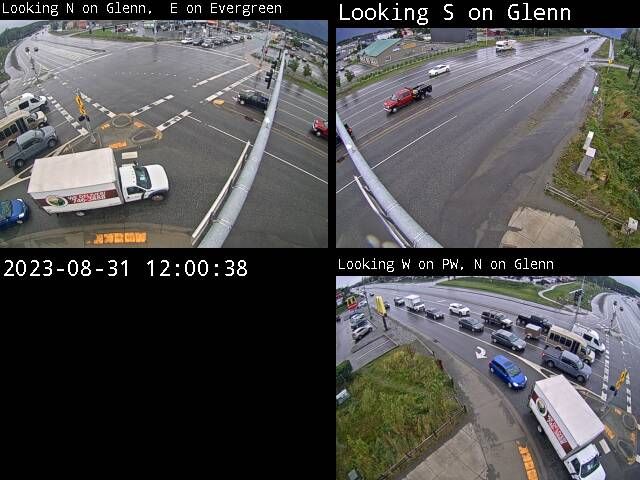 Looking N on Glenn, E on Evergreen
Looking S on Glenn
2023-08-31 12:00:38
Looking W on PW, N on Glenn